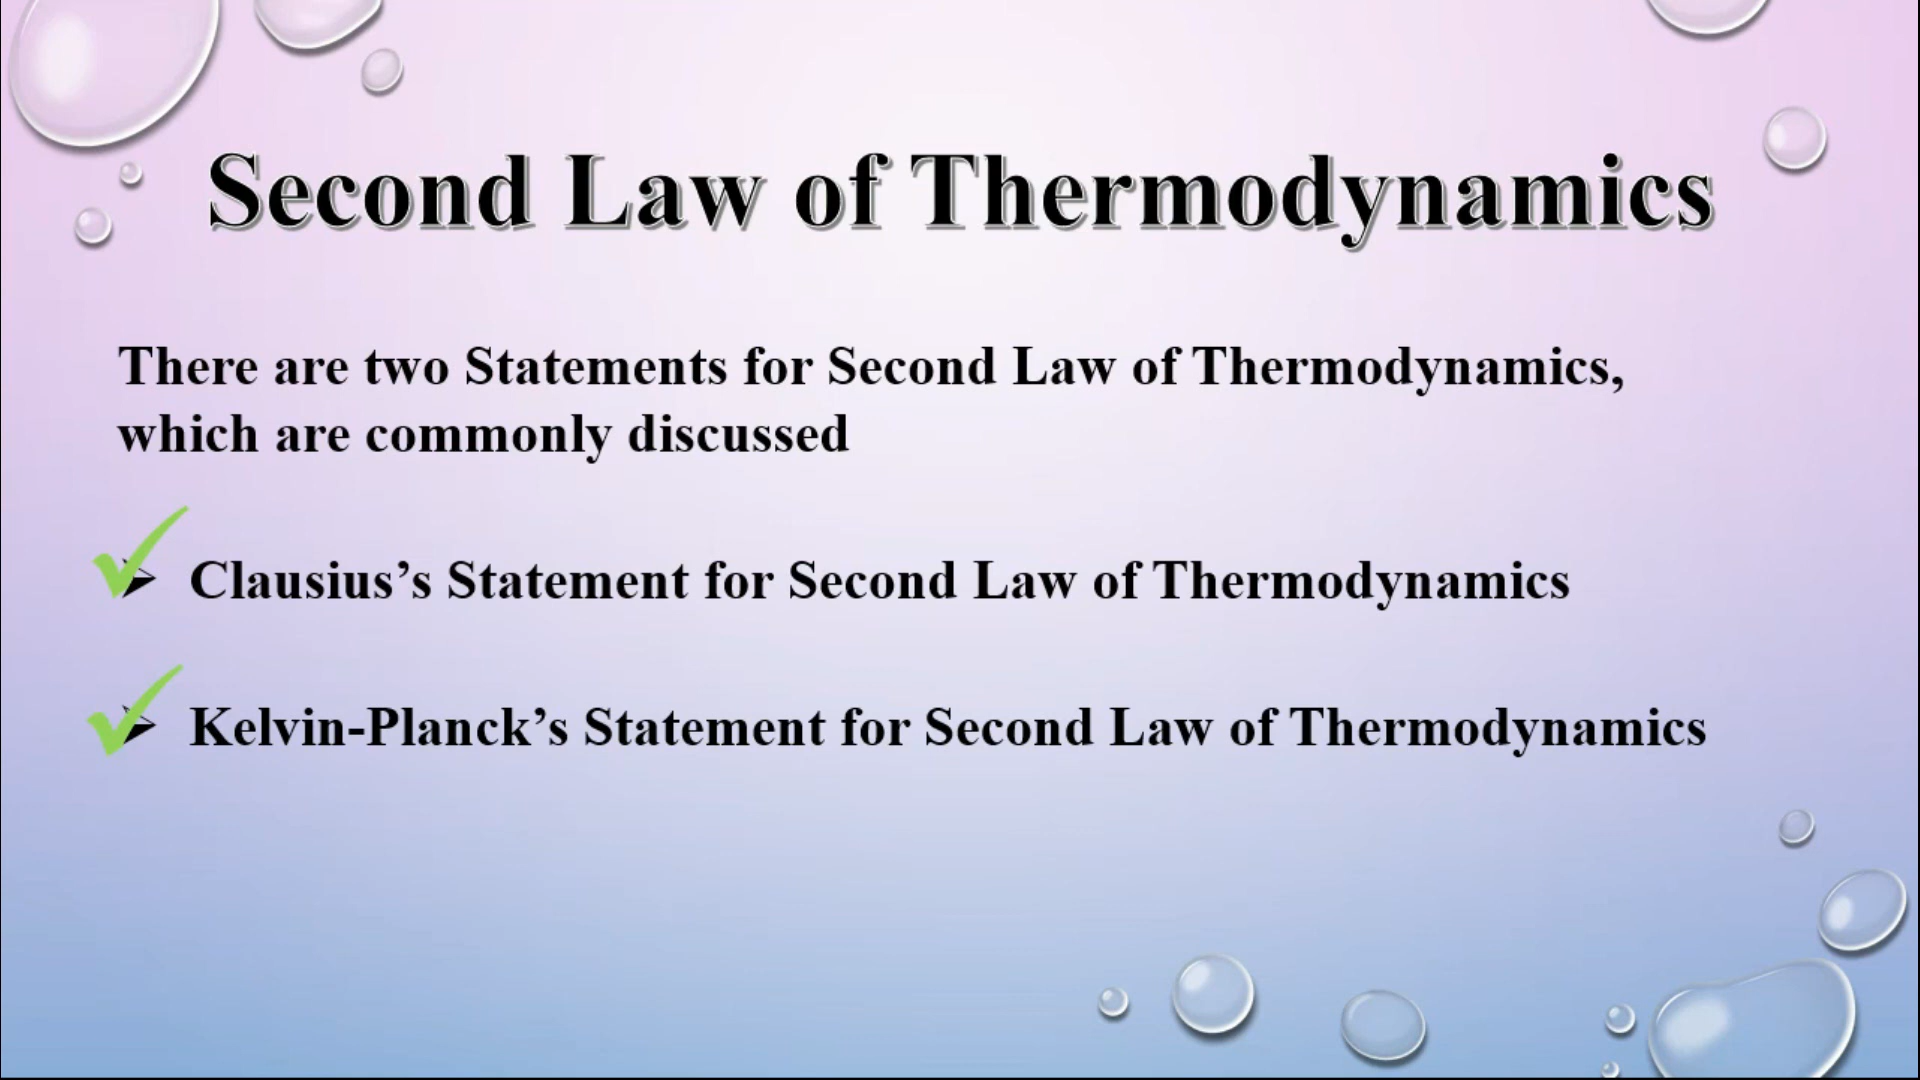 Second Law of Thermodynamics
There are two Statements for Second Law of Thermodynamics,
which are commonly discussed
Clausius’s Statement for Second Law of Thermodynamics
Kelvin-Planck’s Statement for Second Law of Thermodynamics